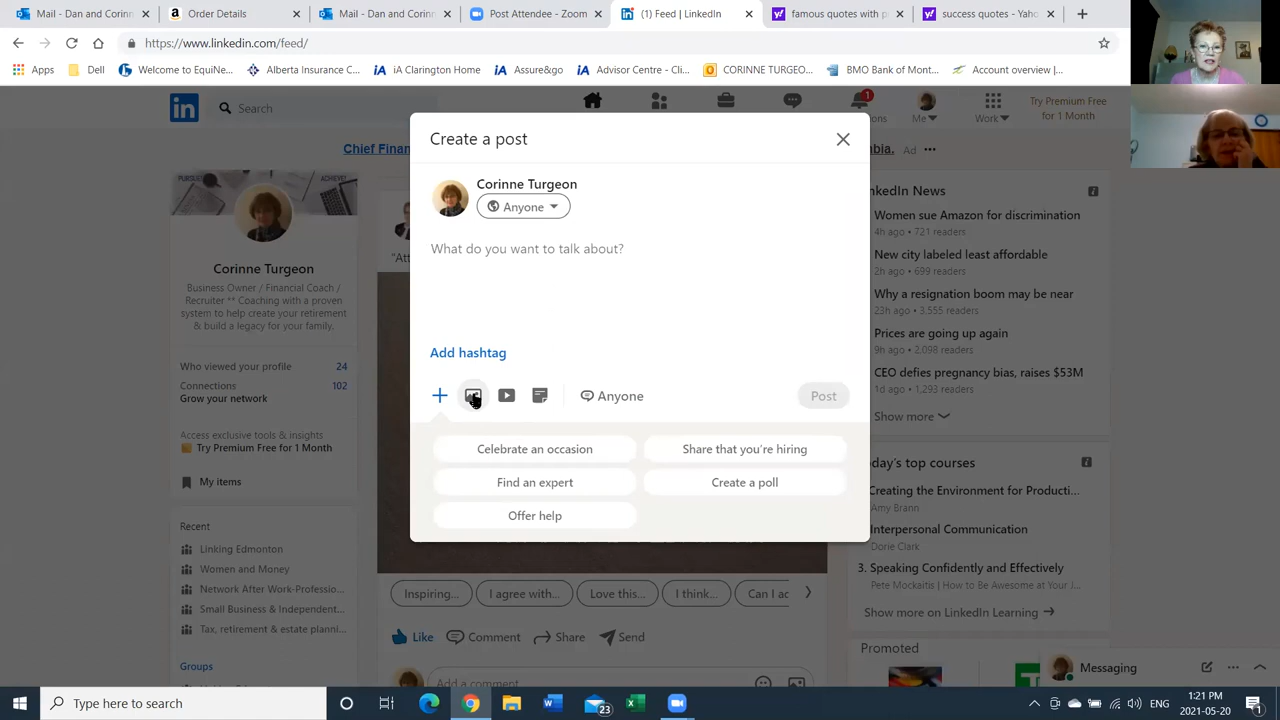 Mail - Dan and Corrinn
Order Details
Mail - Dan and Corrinn
Post Attendee - Zoom
(1) Feed | LinkedIn
famous quotes with p
success quotes - Yaho
https://www.linkedin.com/feed/
Apps
Dell
Welcome to EquiNe...
Alberta Insurance C...
iA Clarington Home
Assure&go
Advisor Centre - Cli...
CORINNE TURGEO...
BMO Bank of Mont...
Account overview |...
in
Search
1
Me
Work
Try Premium Free
for 1 Month
Chief Finan
Ad
Create a post
Corinne Turgeon
Anyone
What do you want to talk about?
Add hashtag
Anyone
Post
Celebrate an occasion
Share that you're hiring
Find an expert
Create a poll
Offer help
Corinne Turgeon
Business Owner / Financial Coach /
Recruiter ** Coaching with a proven
system to help create your retirement
& build a legacy for your family.
Who viewed your profile 24
Connections 102
Grow your network
Access exclusive tools & insights
Try Premium Free for 1 Month
My items
Recent
Linking Edmonton
Women and Money
Network After Work-Professio...
Small Business & Independent...
Tax, retirement & estate planni...
Groups
Inspiring...
I agree with...
Love this...
I think...
Can I ac
Like
Comment
Share
Send
Add a comment
nkedIn News
Women sue Amazon for discrimination
4h ago • 721 readers
New city labeled least affordable
2h ago • 699 readers
Why a resignation boom may be near
23h ago • 3,555 readers
Prices are going up again
9h ago • 2,098 readers
CEO defies pregnancy bias, raises $53M
1d ago • 1,293 readers
Show more
oday's top courses
Creating the Environment for Producti...
Amy Brann
Interpersonal Communication
Dorie Clark
3. Speaking Confidently and Effectively
Pete Mockaitis | How to Be Awesome at Your J...
Show more on LinkedIn Learning
Promoted
Messaging
Type here to search
23
ENG
1:21 PM
2021-05-20
1